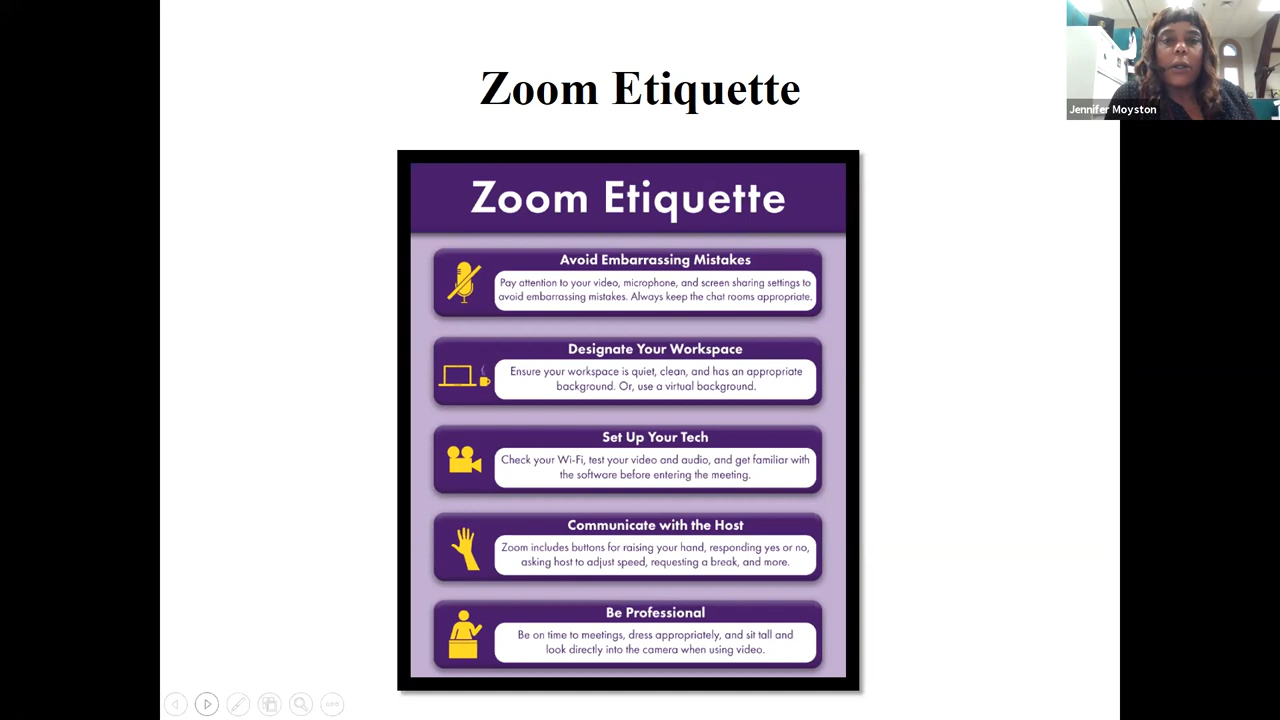 Zoom Etiquette
Jennifer Moyston
Zoom Etiquette
Avoid Embarrassing Mistakes
Pay attention to your video, microphone, and screen sharing settings to
avoid embarrassing mistakes. Always keep the chat rooms appropriate.
Designate Your Workspace
Ensure your workspace is quiet, clean, and has an appropriate
background. Or, use a virtual background.
Set Up Your Tech
Check your Wi-Fi, test your video and audio, and get familiar with
the software before entering the meeting.
Communicate with the Host
Zoom includes buttons for raising your hand, responding yes or no,
asking host to adjust speed, requesting a break, and more.
Be Professional
Be on time to meetings, dress appropriately, and sit tall and
look directly into the camera when using video.